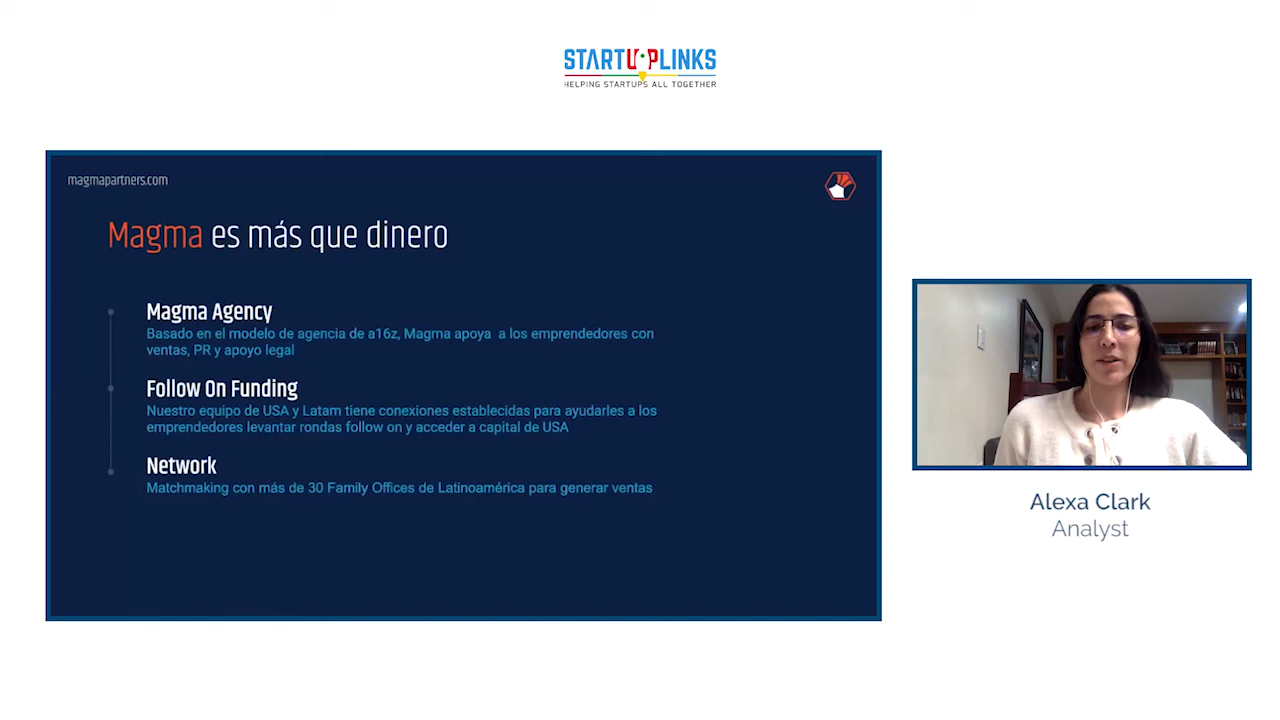 STARTUPLINKS
HELPING STARTUPS ALL TOGETHER
magmapartners.com
Magma es más que dinero
Magma Agency
Basado en el modelo de agencia de a16z, Magma apoya a los emprendedores con
ventas, PR y apoyo legal
Follow On Funding
Nuestro equipo de USA y Latam tiene conexiones establecidas para ayudarles a los
emprendedores levantar rondas follow on y acceder a capital de USA
Network
Matchmaking con más de 30 Family Offices de Latinoamérica para generar ventas
Alexa Clark
Analyst